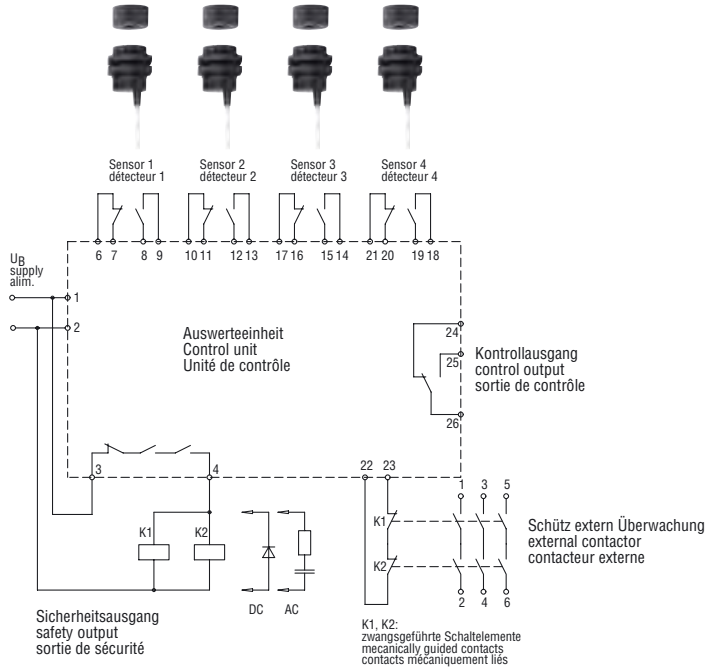 Sensor 1
détecteur 1
Sensor 2
détecteur 2
Sensor 3
détecteur 3
Sensor 4
détecteur 4
6 7 8 9 10 11 12 13 17 16 15 14 21 20 19 18
UB
supply
alim.
1
2
Auswerteeinheit
Control unit
Unité de contrôle
24
25
26
Kontrollausgang
control output
sortie de contrôle
3 4 22 23
1 3 5
K1 K2
K1
K2
Schütz extern Überwachung
external contactor
contacteur externe
2 4 6
DC AC
Sicherheitsausgang
safety output
sortie de sécurité
K1, K2:
zwangsgeführte Schaltelemente
mecanically guided contacts
contacts mécaniquement liés